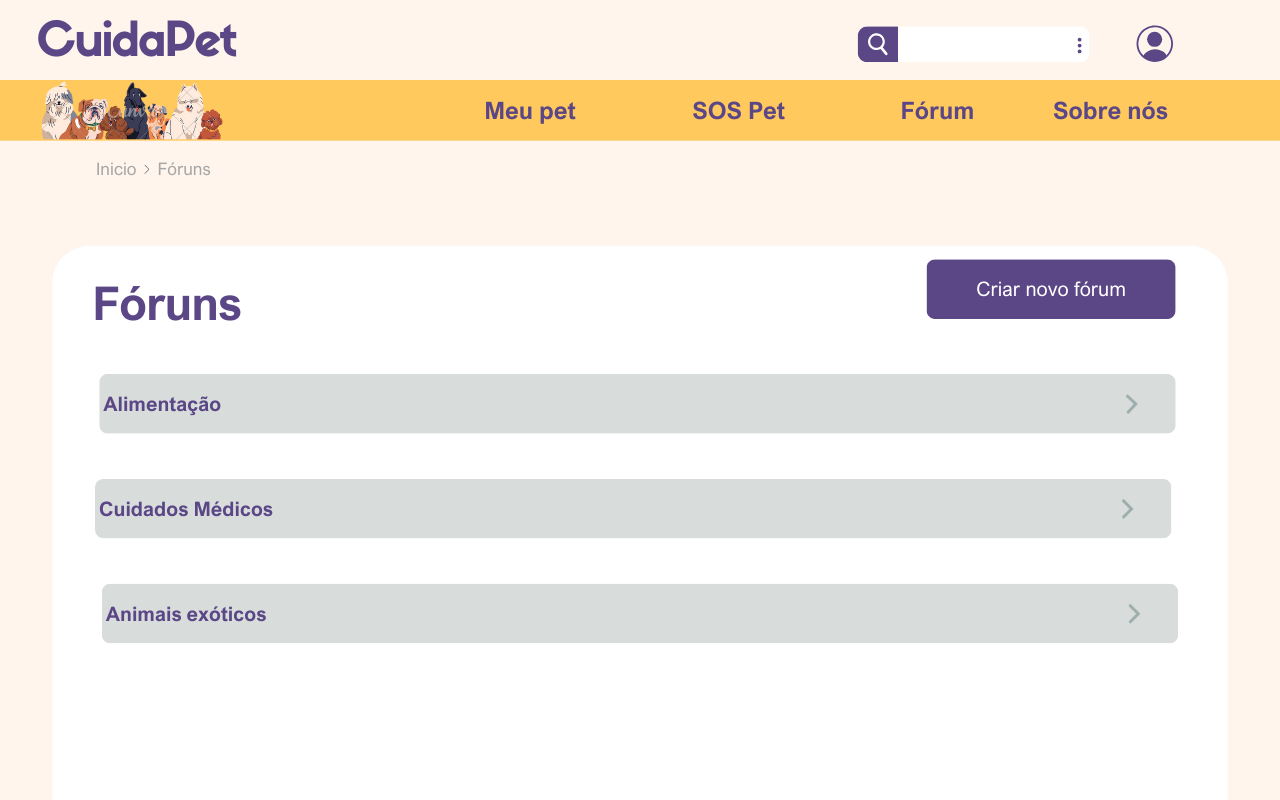 CuidaPet
Meu pet SOS Pet Fórum Sobre nós
Inicio > Fóruns
Fóruns
Criar novo fórum
Alimentação
Cuidados Médicos
Animais exóticos